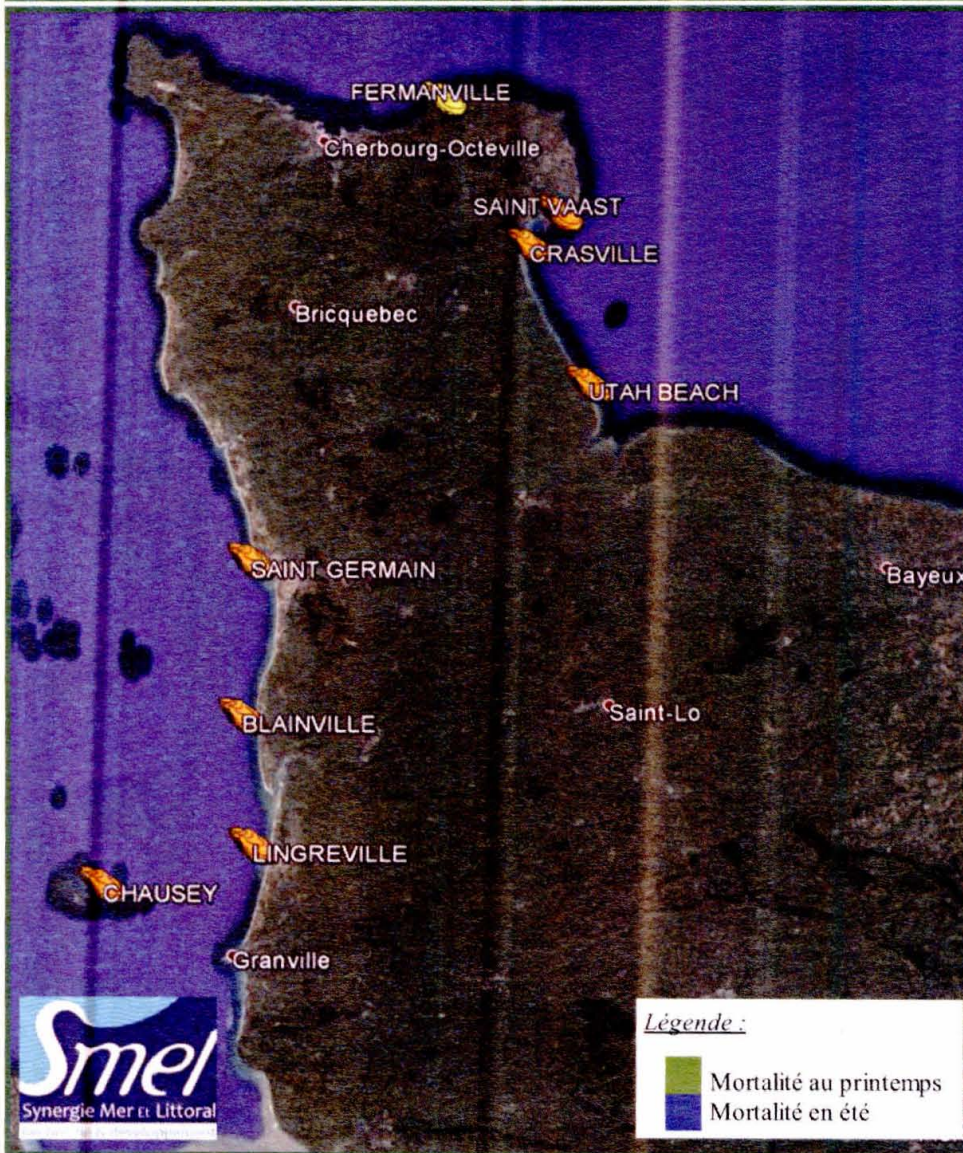 FERMANVILLE
Cherbourg-Octeville
SAINT VAAST
CRASVILLE
Bricquebec
UTAH BEACH
SAINT GERMAIN
Bayeux
BLAINVILLE
Saint-Lo
LINGREVILLE
CHAUSEY
Granville
Smel
Synergie Mer Et Littoral
Légende :
Mortalité au printemps
Mortalité en été